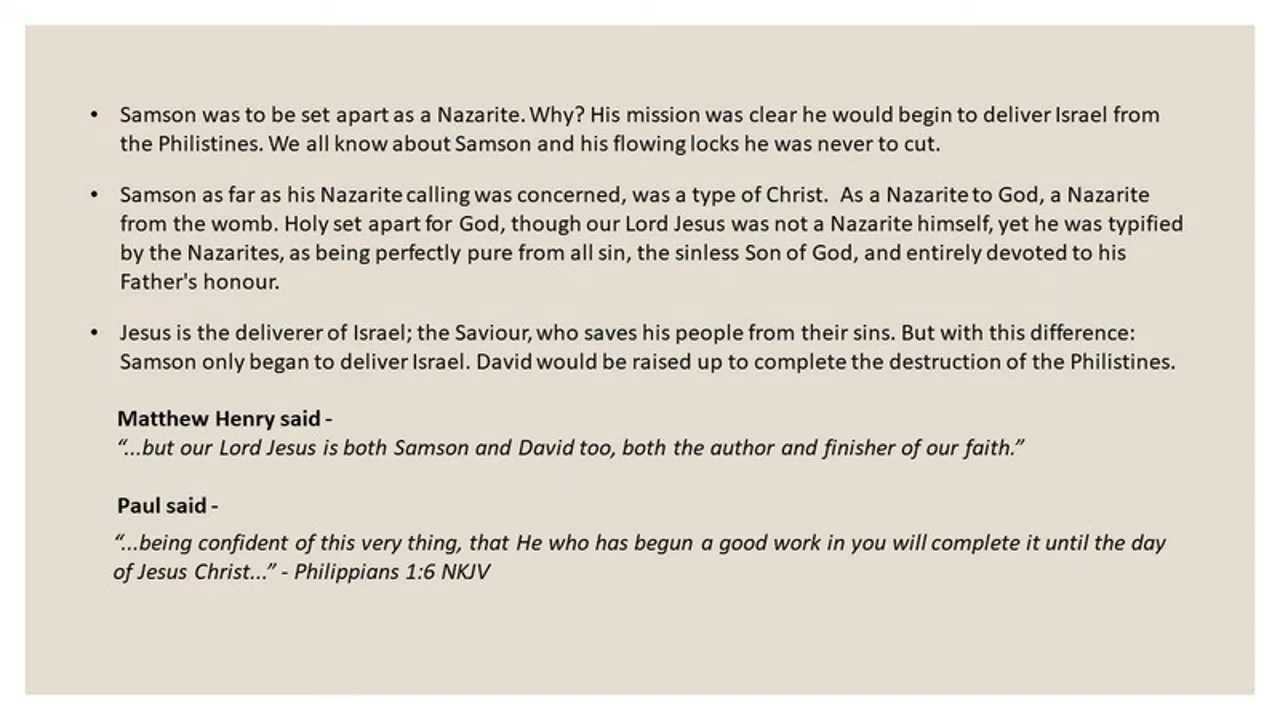 • Samson was to be set apart as a Nazarite. Why? His mission was clear he would begin to deliver Israel from
the Philistines. We all know about Samson and his flowing locks he was never to cut.
• Samson as far as his Nazarite calling was concerned, was a type of Christ.  As a Nazarite to God, a Nazarite
from the womb. Holy set apart for God, though our Lord Jesus was not a Nazarite himself, yet he was typified
by the Nazarites, as being perfectly pure from all sin, the sinless Son of God, and entirely devoted to his
Father's honour.
• Jesus is the deliverer of Israel; the Saviour, who saves his people from their sins. But with this difference:
Samson only began to deliver Israel. David would be raised up to complete the destruction of the Philistines.
Matthew Henry said -
“...but our Lord Jesus is both Samson and David too, both the author and finisher of our faith.”
Paul said -
“...being confident of this very thing, that He who has begun a good work in you will complete it until the day
of Jesus Christ...” - Philippians 1:6 NKJV